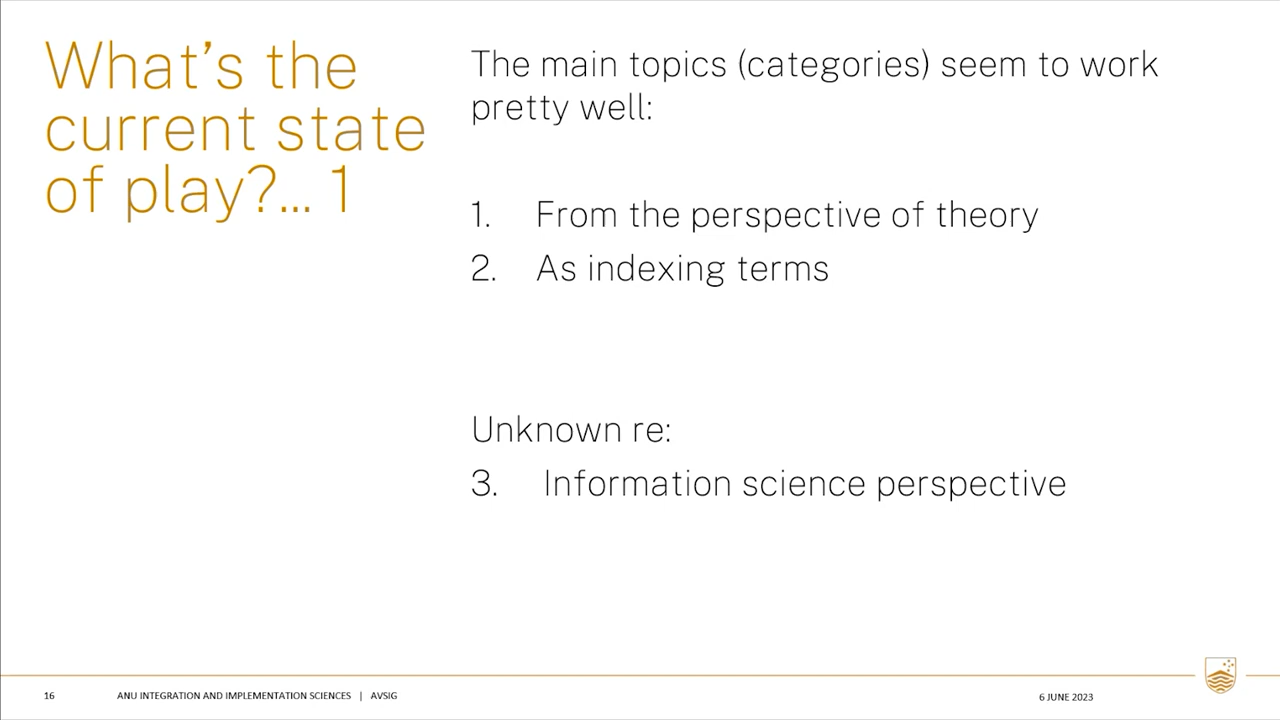 What's the
current state
of play?... 1
The main topics (categories) seem to work
pretty well:
1. From the perspective of theory
2. As indexing terms
Unknown re:
3. Information science perspective
16 ANU INTEGRATION AND IMPLEMENTATION SCIENCES | AVSIG 6 JUNE 2023